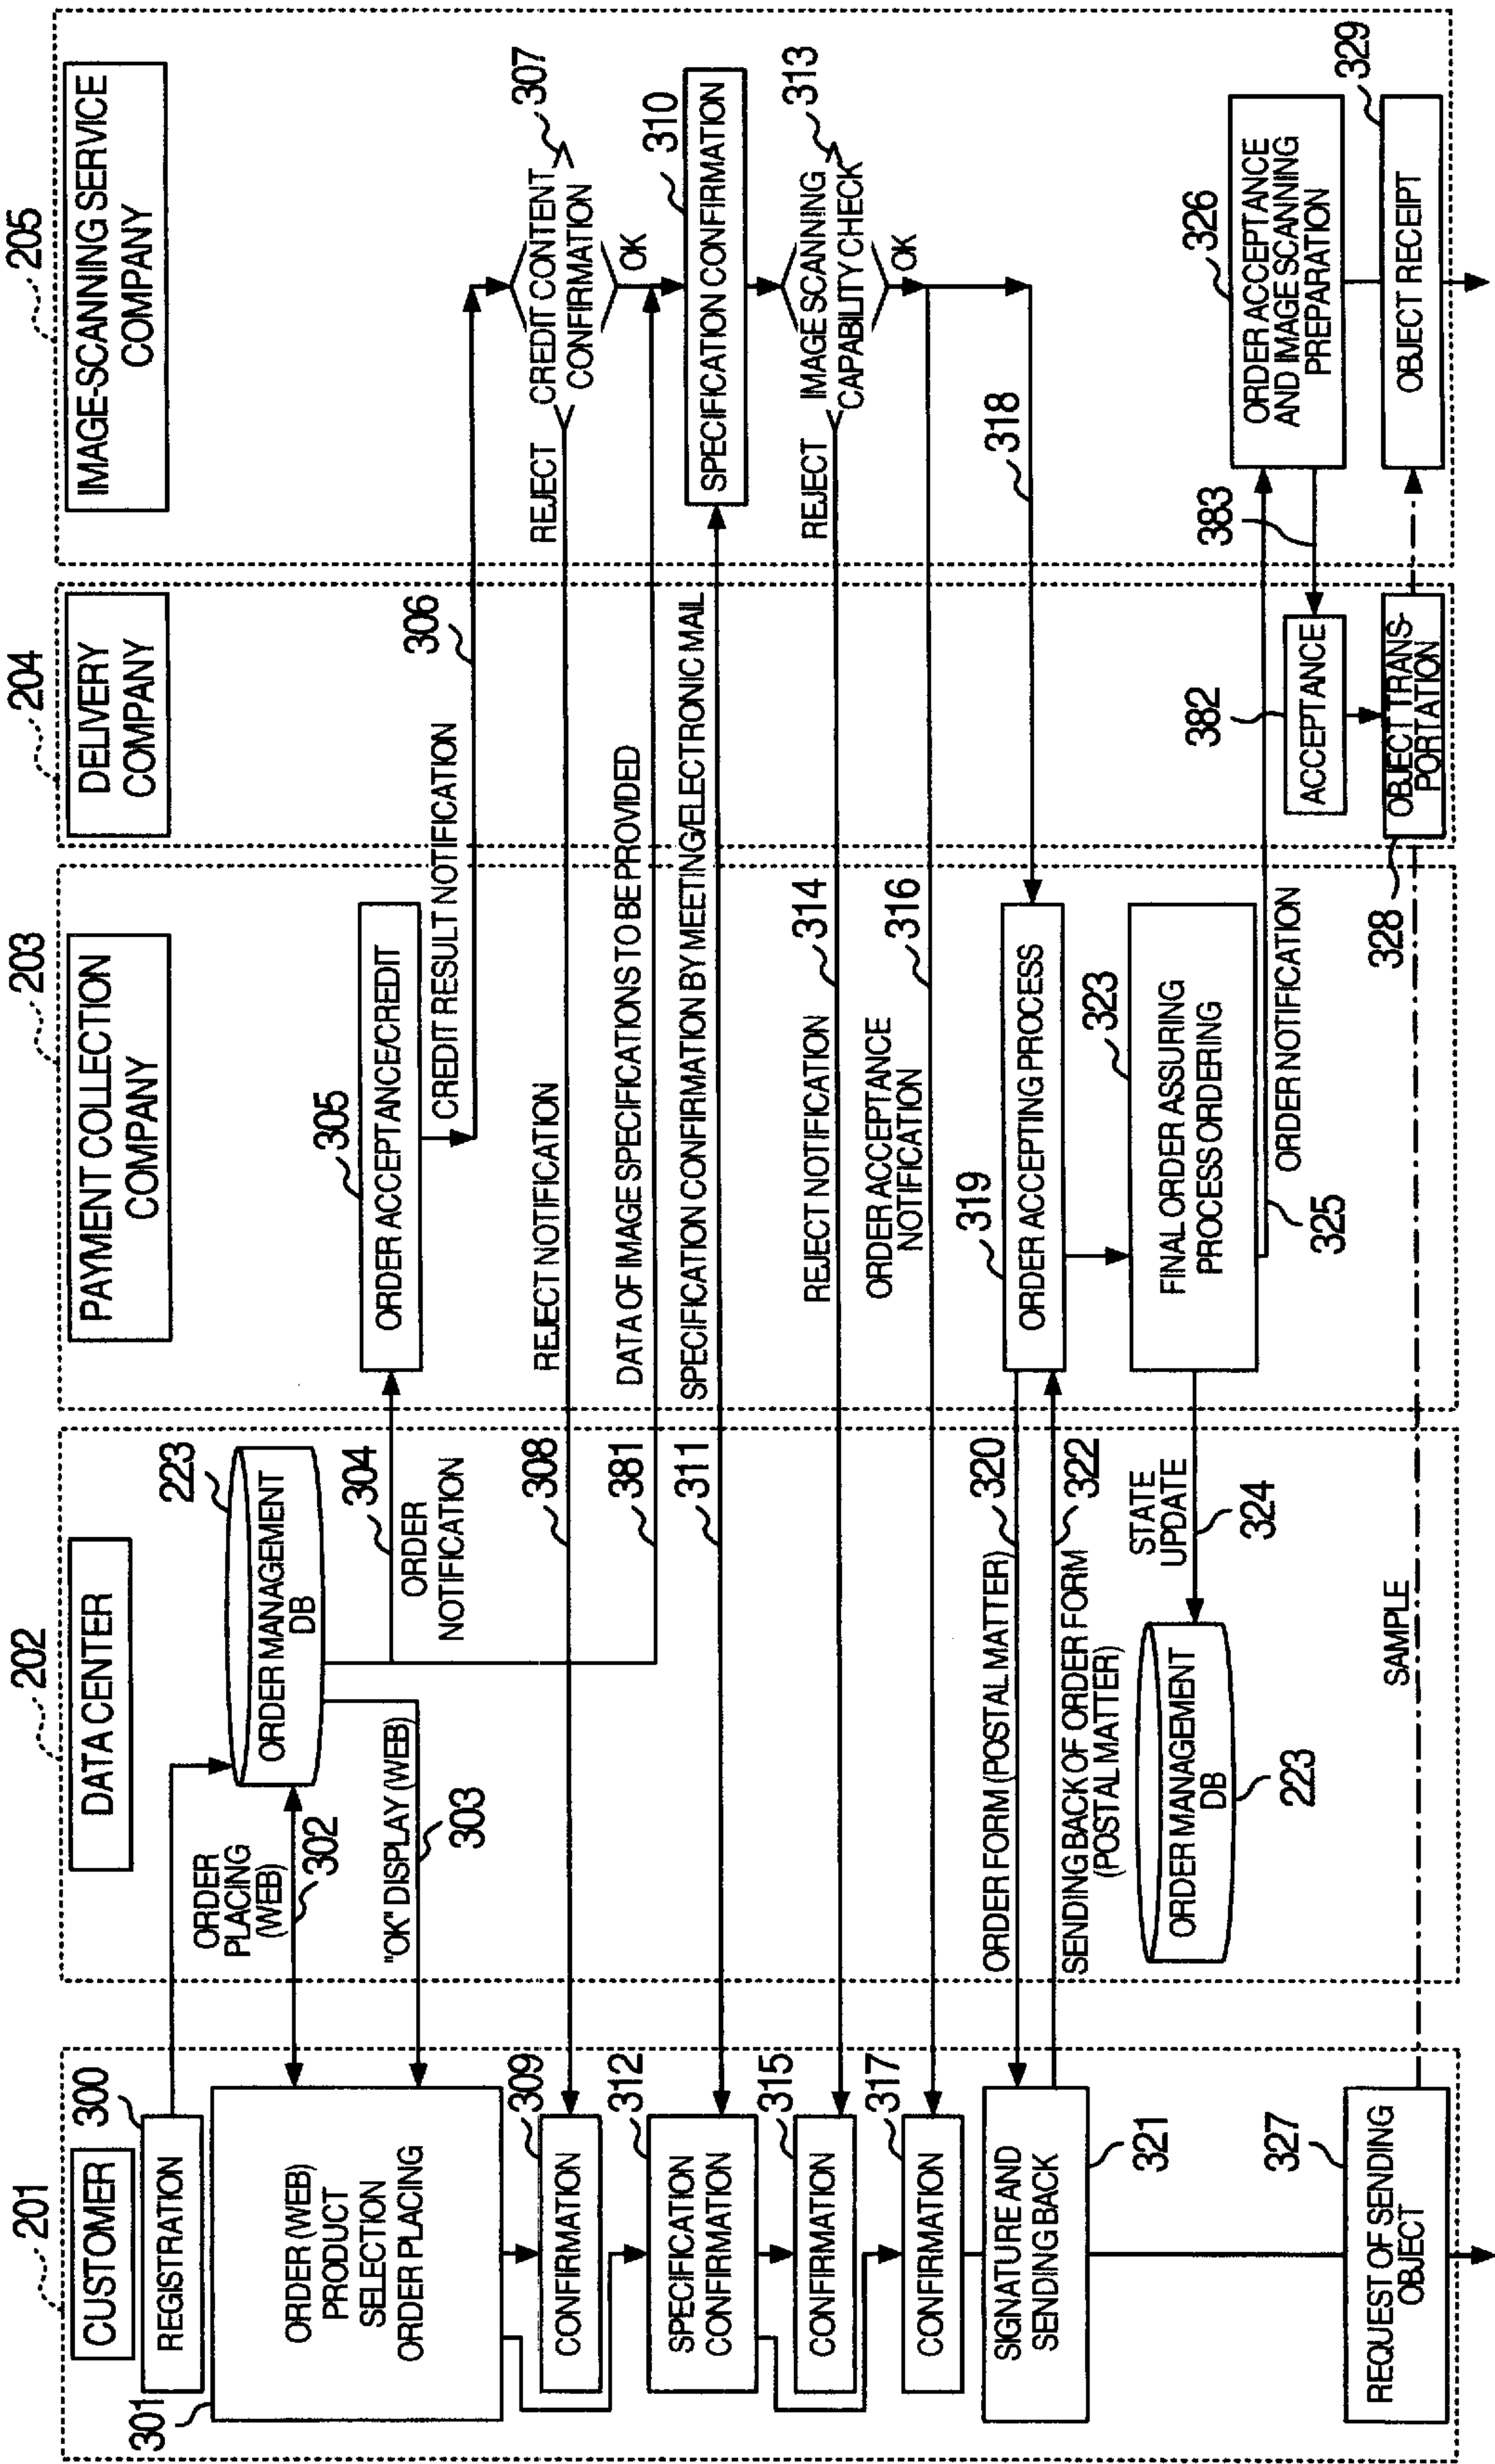 201
CUSTOMER
300
REGISTRATION
301
ORDER (WEB)
PRODUCT
SELECTION
ORDER PLACING
309
CONFIRMATION
312
SPECIFICATION
CONFIRMATION
315
CONFIRMATION
317
CONFIRMATION
SIGNATURE AND
SENDING BACK
321
327
REQUEST OF SENDING
OBJECT
202
DATA CENTER
223
ORDER MANAGEMENT
DB
ORDER
PLACING
(WEB)
302
"OK" DISPLAY (WEB)
303
304
ORDER
NOTIFICATION
308
381
311
ORDER FORM (POSTAL MATTER)
320
322
SENDING BACK OF ORDER FORM
(POSTAL MATTER)
STATE
UPDATE
324
ORDER MANAGEMENT
DB
223
SAMPLE
203
PAYMENT COLLECTION
COMPANY
305
ORDER ACCEPTANCE/CREDIT
CREDIT RESULT NOTIFICATION
REJECT NOTIFICATION
DATA OF IMAGE SPECIFICATIONS TO BE PROVIDED
SPECIFICATION CONFIRMATION BY MEETING/ELECTRONIC MAIL
REJECT NOTIFICATION
314
ORDER ACCEPTANCE
NOTIFICATION
316
319
ORDER ACCEPTING PROCESS
323
FINAL ORDER ASSURING
PROCESS ORDERING
325
ORDER NOTIFICATION
204
DELIVERY
COMPANY
306
382
ACCEPTANCE
OBJECT TRANS-
PORTATION
328
205
IMAGE-SCANNING SERVICE
COMPANY
307
CREDIT CONTENT
CONFIRMATION
REJECT
OK
310
SPECIFICATION CONFIRMATION
313
IMAGE SCANNING
CAPABILITY CHECK
REJECT
OK
318
326
ORDER ACCEPTANCE
AND IMAGE SCANNING
PREPARATION
383
329
OBJECT RECEIPT